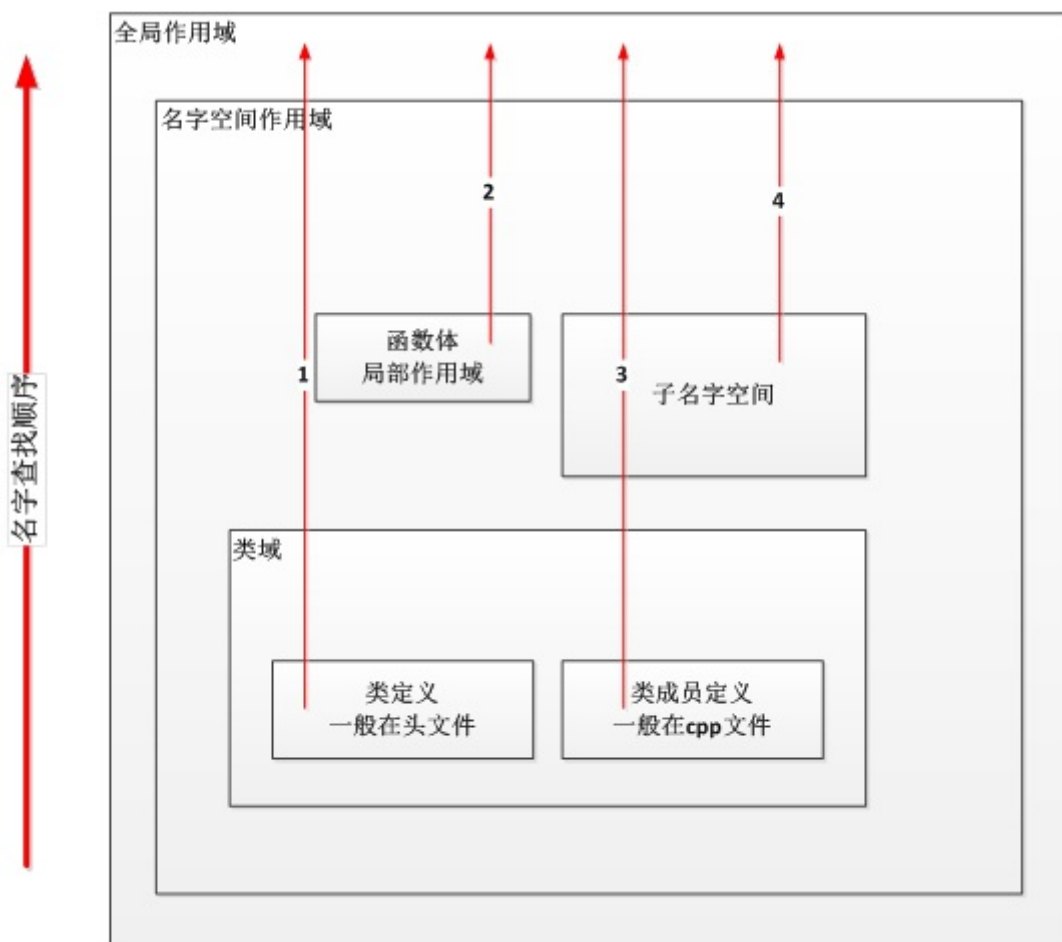 全局作用域
名字空间作用域
2
4
函数体
局部作用域
1
3
子名字空间
名字查找顺序
类域
类定义
一般在头文件
类成员定义
一般在cpp文件